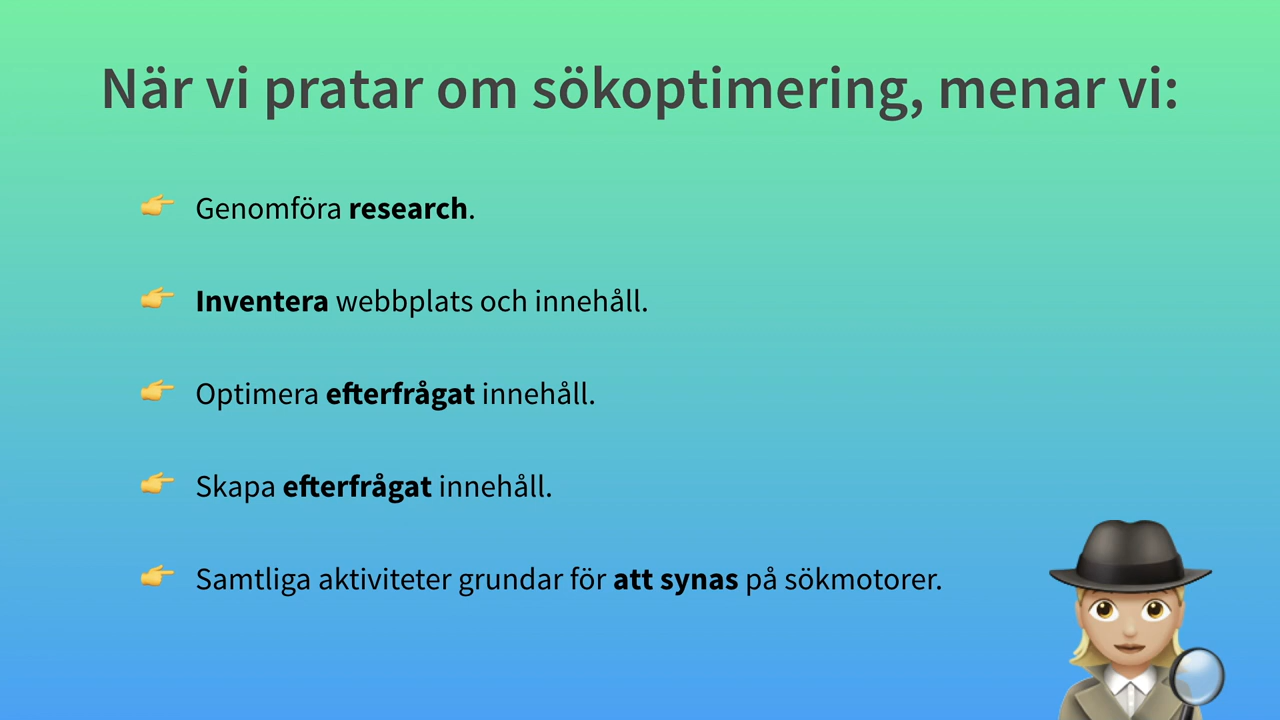 När vi pratar om sökoptimering, menar vi:
Genomföra research.
Inventera webbplats och innehåll.
Optimera efterfrågat innehåll.
Skapa efterfrågat innehåll.
Samtliga aktiviteter grundar för att synas på sökmotorer.